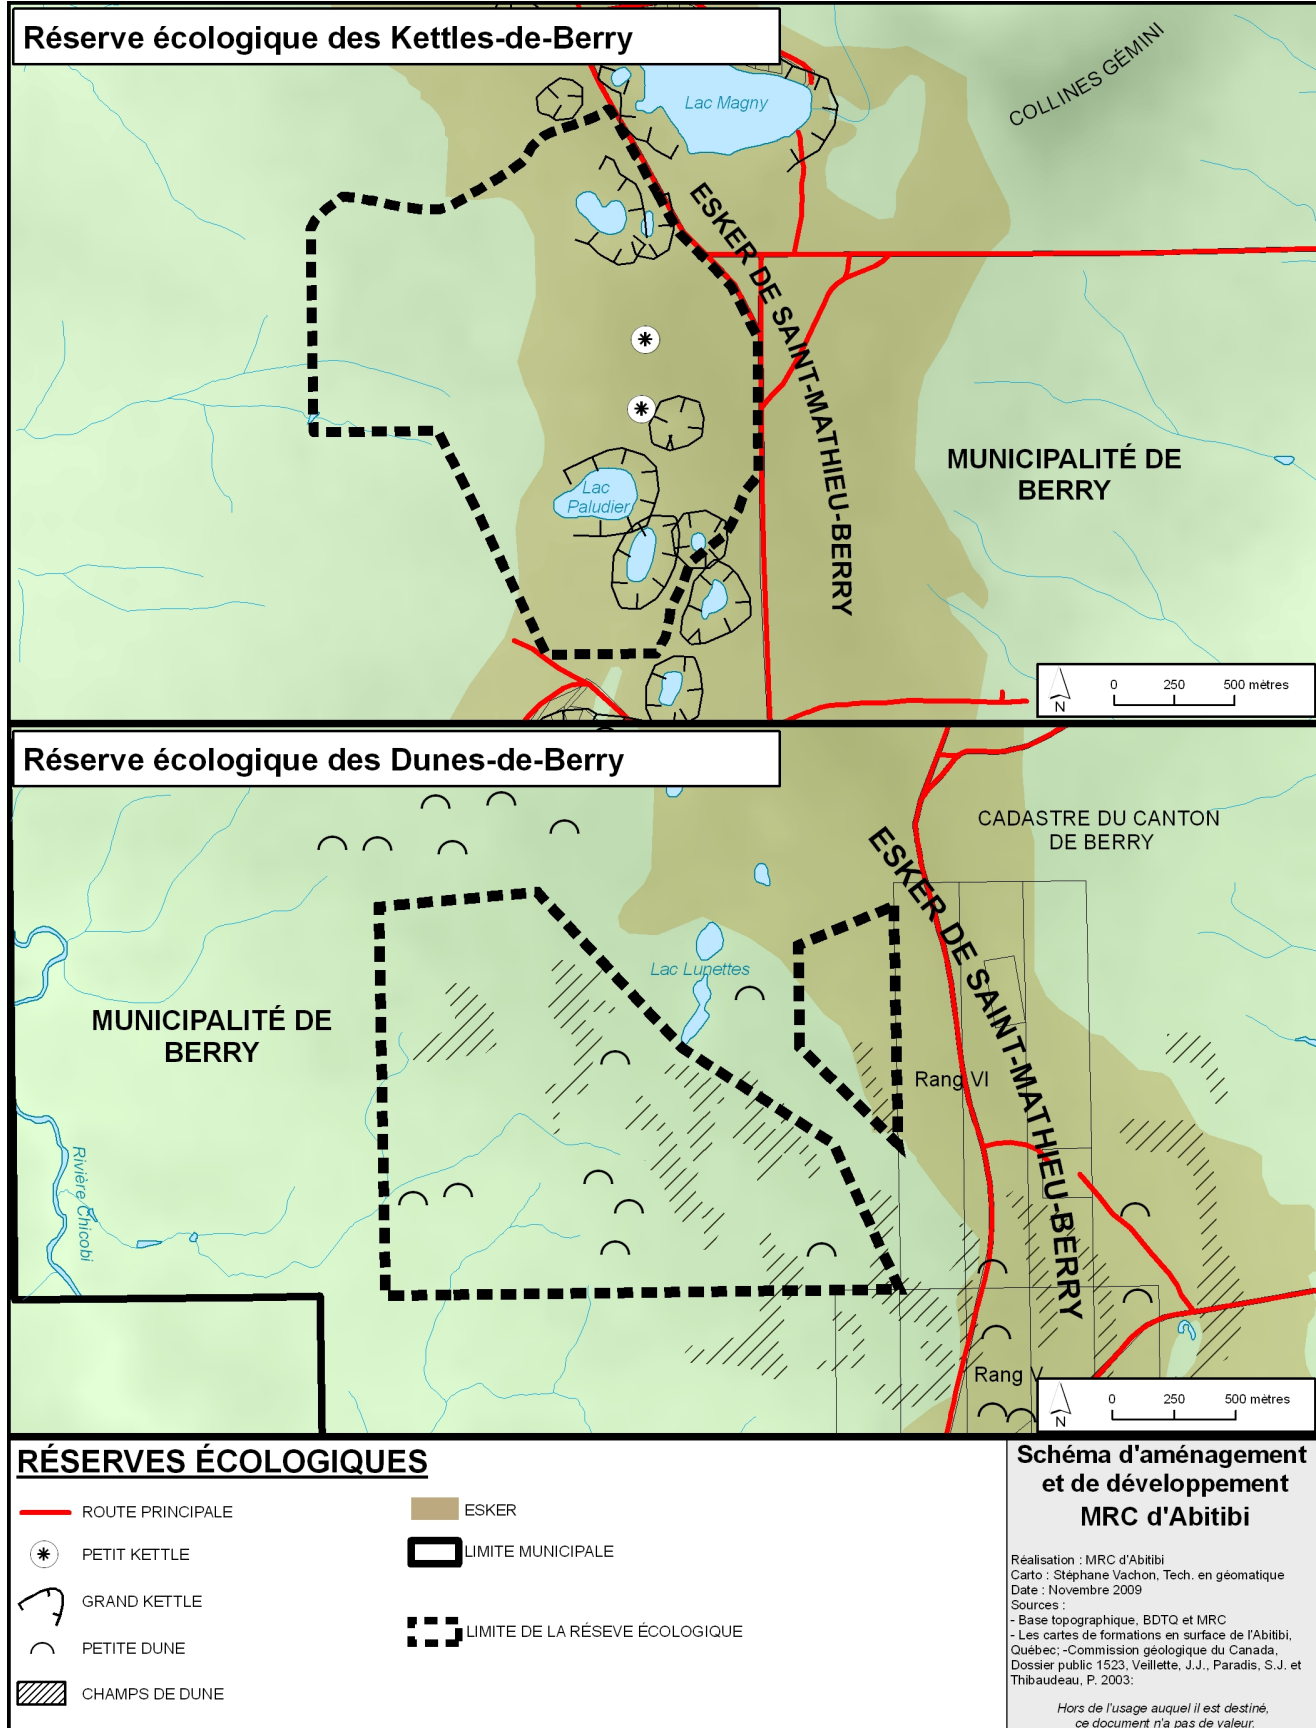 Réserve écologique des Kettles-de-Berry
Lac Magny
COLLINES GÉMINI
ESKER DE SAINT-MATHIEU-BERRY
MUNICIPALITÉ DE
BERRY
Lac
Paludier
0 250 500 mètres
N
Réserve écologique des Dunes-de-Berry
CADASTRE DU CANTON
DE BERRY
ESKER DE SAINT-MATHIEU-BERRY
Lac Lunettes
MUNICIPALITÉ DE
BERRY
Rang VI
Rivière Chicobi
Rang V
0 250 500 mètres
N
RÉSERVES ÉCOLOGIQUES
ROUTE PRINCIPALE
PETIT KETTLE
GRAND KETTLE
PETITE DUNE
CHAMPS DE DUNE
ESKER
LIMITE MUNICIPALE
LIMITE DE LA RÉSEVE ÉCOLOGIQUE
Schéma d'aménagement
et de développement
MRC d'Abitibi
Réalisation : MRC d'Abitibi
Carto : Stéphane Vachon, Tech. en géomatique
Date : Novembre 2009
Sources :
- Base topographique, BDTQ et MRC
- Les cartes de formations en surface de l'Abitibi,
Québec; -Commission géologique du Canada,
Dossier public 1523, Veillette, J.J., Paradis, S.J. et
Thibaudeau, P. 2003:
Hors de l'usage auquel il est destiné,
ce document n'a pas de valeur.